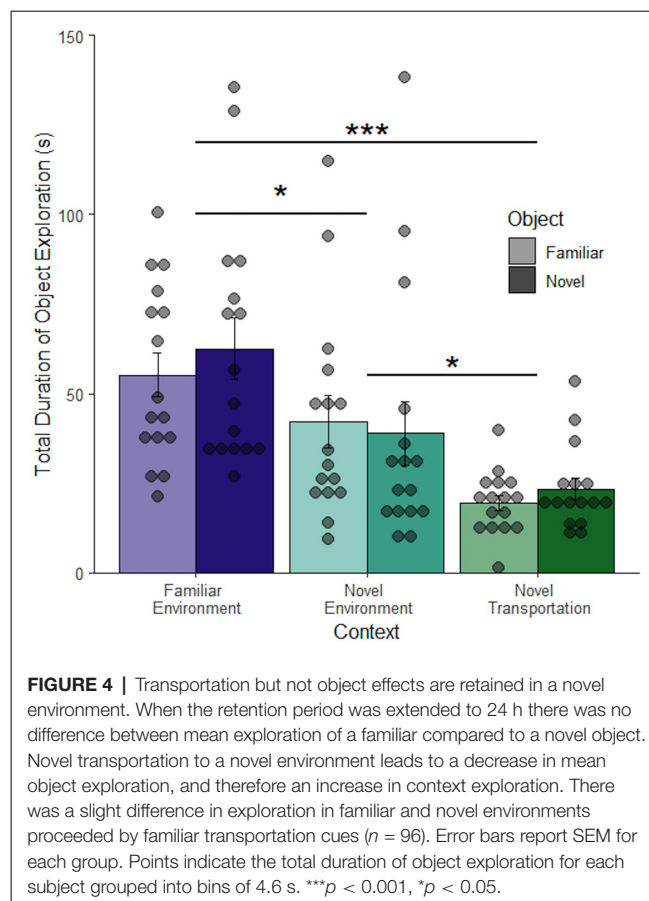 150
100
50
0
Total Duration of Object Exploration (s)
***
*
*
Object
Familiar
Novel
Familiar
Environment
Novel
Environment
Novel
Transportation
Context
FIGURE 4 | Transportation but not object effects are retained in a novel
environment. When the retention period was extended to 24 h there was no
difference between mean exploration of a familiar compared to a novel object.
Novel transportation to a novel environment leads to a decrease in mean
object exploration, and therefore an increase in context exploration. There
was a slight difference in exploration in familiar and novel environments
proceeded by familiar transportation cues (n = 96). Error bars report SEM for
each group. Points indicate the total duration of object exploration for each
subject grouped into bins of 4.6 s. ***p < 0.001, *p < 0.05.